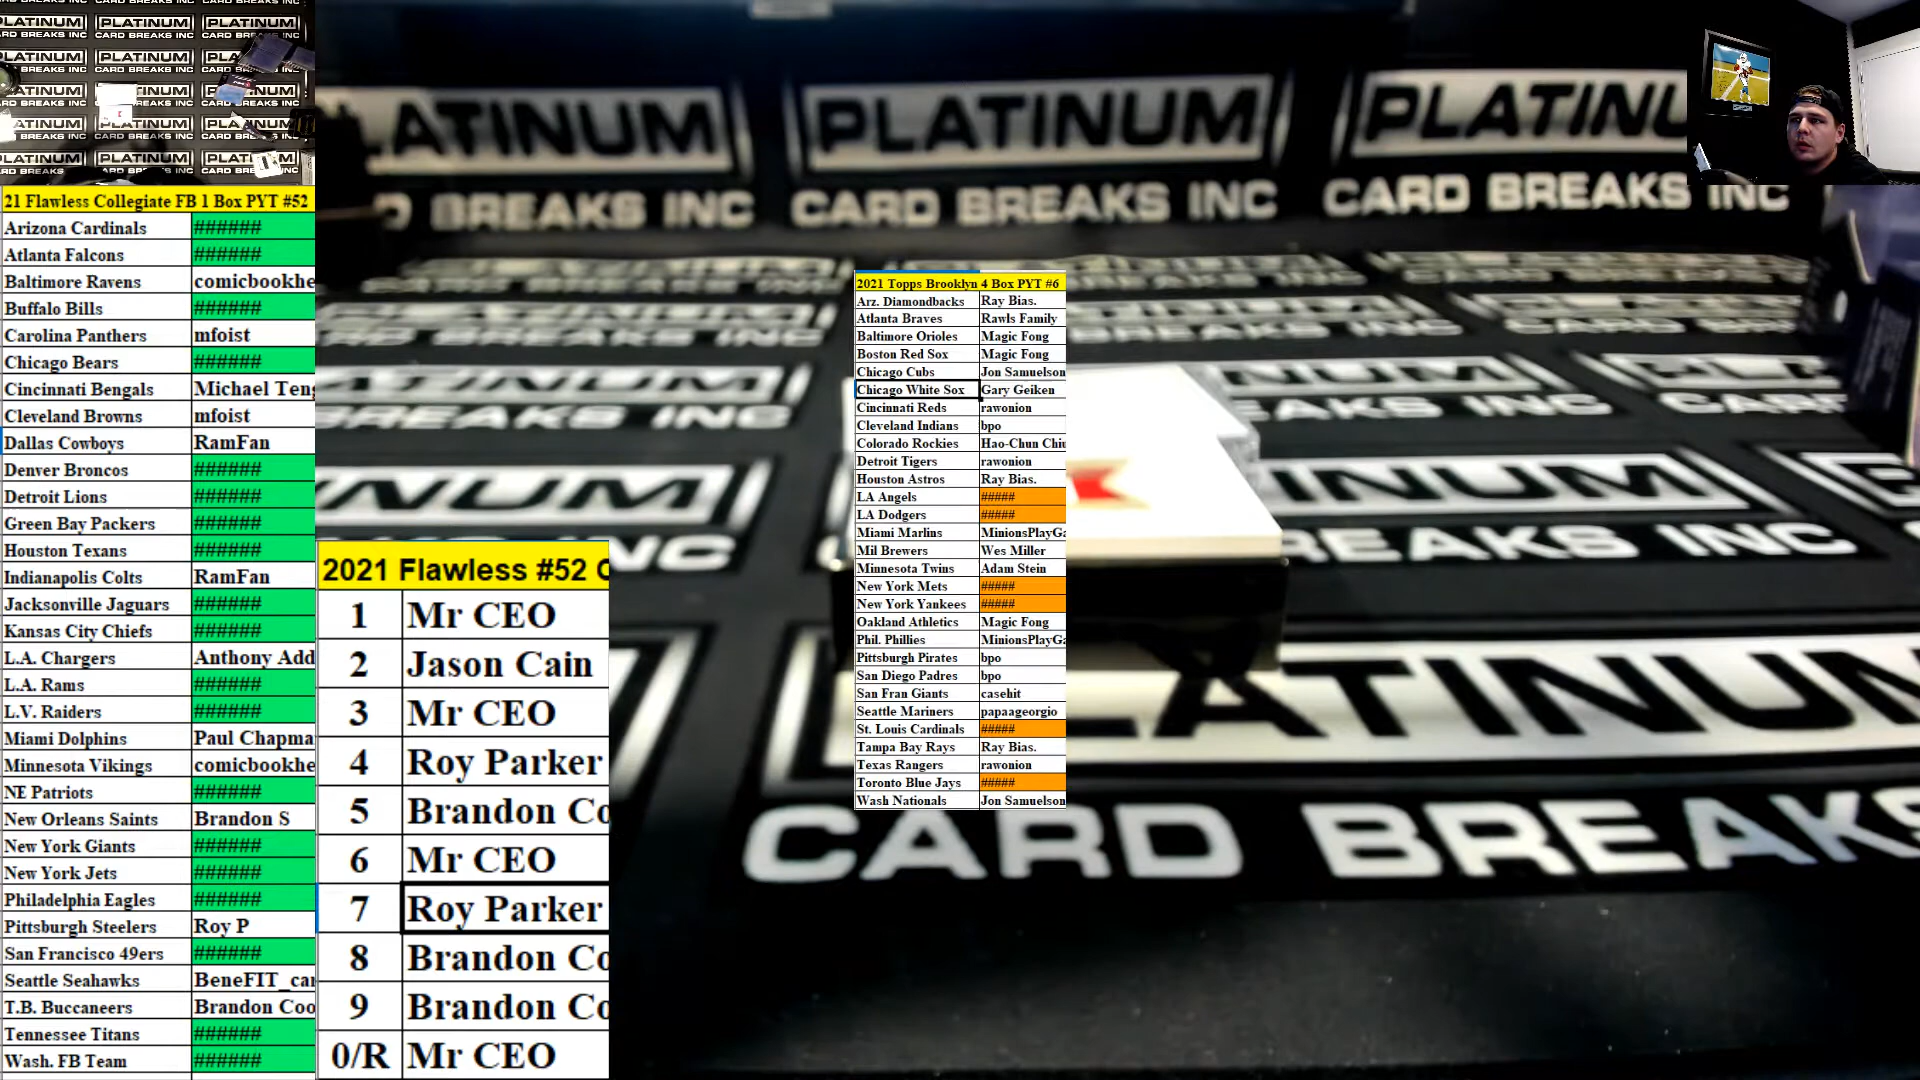 PLATINUM
CARD BREAKS INC
21 Flawless Collegiate FB 1 Box PYT #52
Arizona Cardinals ######
Atlanta Falcons ######
Baltimore Ravens comicbookhe
Buffalo Bills ######
Carolina Panthers mfoist
Chicago Bears ######
Cincinnati Bengals Michael Teng
Cleveland Browns mfoist
Dallas Cowboys RamFan
Denver Broncos ######
Detroit Lions ######
Green Bay Packers ######
Houston Texans ######
Indianapolis Colts RamFan
Jacksonville Jaguars ######
Kansas City Chiefs ######
L.A. Chargers Anthony Add
L.A. Rams ######
L.V. Raiders ######
Miami Dolphins Paul Chapma
Minnesota Vikings comicbookhe
NE Patriots ######
New Orleans Saints Brandon S
New York Giants ######
New York Jets ######
Philadelphia Eagles ######
Pittsburgh Steelers Roy P
San Francisco 49ers ######
Seattle Seahawks BeneFIT_car
T.B. Buccaneers Brandon Coo
Tennessee Titans ######
Wash. FB Team ######
2021 Flawless #52 C
1 Mr CEO
2 Jason Cain
3 Mr CEO
4 Roy Parker
5 Brandon Co
6 Mr CEO
7 Roy Parker
8 Brandon Co
9 Brandon Co
0/R Mr CEO
2021 Topps Brooklyn 4 Box PYT #6
Arz. Diamondbacks Ray Bias.
Atlanta Braves Rawls Family
Baltimore Orioles Magic Fong
Boston Red Sox Magic Fong
Chicago Cubs Jon Samuelson
Chicago White Sox Gary Geiken
Cincinnati Reds rawonion
Cleveland Indians bpo
Colorado Rockies Hao-Chun Chiu
Detroit Tigers rawonion
Houston Astros Ray Bias.
LA Angels #####
LA Dodgers #####
Miami Marlins MinionsPlayGa
Mil Brewers Wes Miller
Minnesota Twins Adam Stein
New York Mets #####
New York Yankees #####
Oakland Athletics Magic Fong
Phil. Phillies MinionsPlayGa
Pittsburgh Pirates bpo
San Diego Padres bpo
San Fran Giants casehit
Seattle Mariners papaageorgio
St. Louis Cardinals #####
Tampa Bay Rays Ray Bias.
Texas Rangers rawonion
Toronto Blue Jays #####
Wash Nationals Jon Samuelson
PLATINUM PLATINUM PLATINUM
CARD BREAKS INC CARD BREAKS INC CARD BREAKS INC
PLATINUM
CARD BREAKS